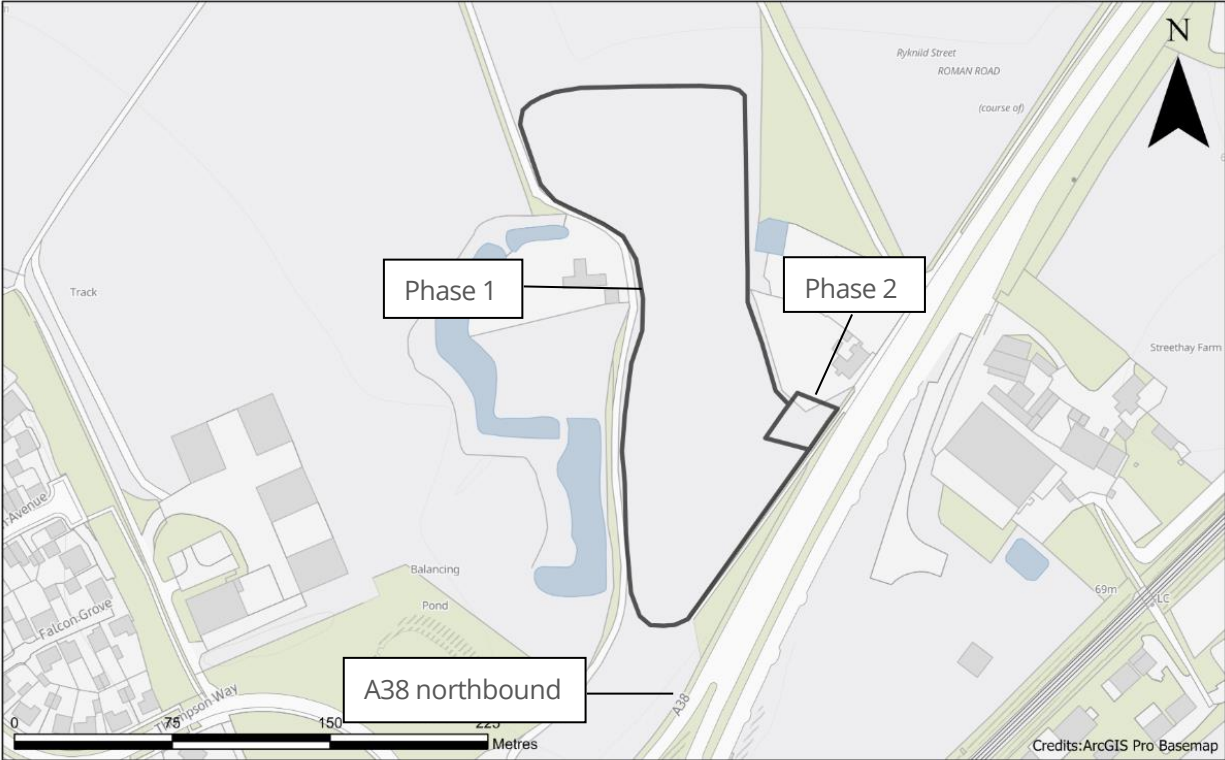 N
Ryknild Street
ROMAN ROAD
(course of)
Track
Phase 1
Phase 2
Streethay Farm
Avenue
Balancing
Pond
Falcon Grove
69m
LC
A38 northbound
A38
Way
0 75 150 225
Metres
Credits:ArcGIS Pro Basemap